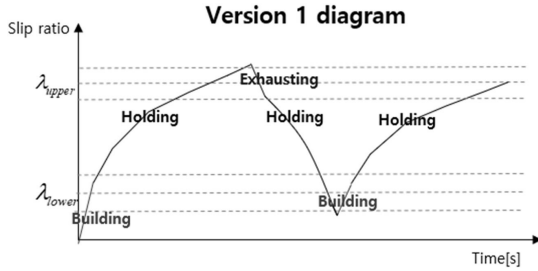 Version 1 diagram
Slip ratio
λupper
Exhausting
Holding
Holding
Holding
λlower
Building
Building
Time[s]